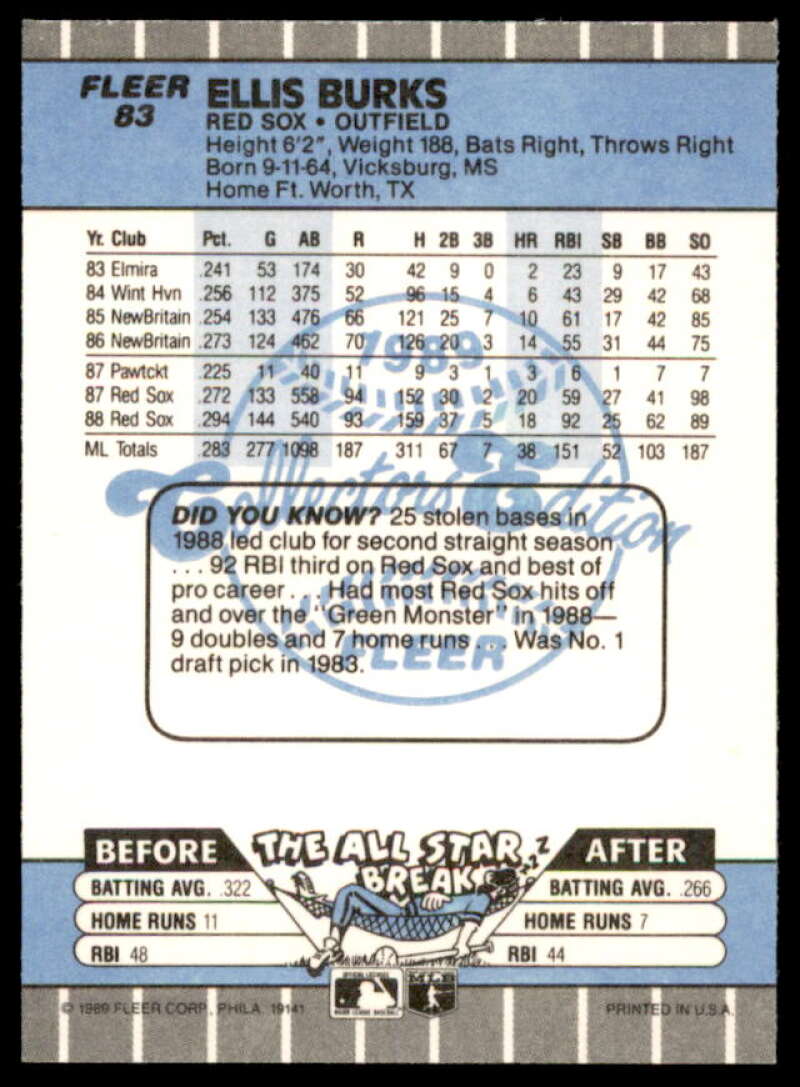 FLEER
83
ELLIS BURKS
RED SOX • OUTFIELD
Height 6'2", Weight 188, Bats Right, Throws Right
Born 9-11-64, Vicksburg, MS
Home Ft. Worth, TX
Yr. Club Pct. G AB R H 2B 3B HR RBI SB BB SO
83 Elmira .241 53 174 30 42 9 0 2 23 9 17 43
84 Wint Hvn .256 112 375 52 96 15 4 6 43 29 42 68
85 NewBritain .254 133 476 66 121 25 7 10 61 17 42 85
86 NewBritain .273 124 462 70 126 20 3 14 55 31 44 75
87 Pawtckt .225 11 40 11 9 3 1 3 6 1 7 7
87 Red Sox .272 133 558 94 152 30 2 20 59 27 41 98
88 Red Sox .294 144 540 93 159 37 5 18 92 25 62 89
ML Totals .283 277 1098 187 311 67 7 38 151 52 103 187
1989
Collectors' Edition
FLEER
DID YOU KNOW? 25 stolen bases in
1988 led club for second straight season
. . . 92 RBI third on Red Sox and best of
pro career . . . Had most Red Sox hits off
and over the "Green Monster" in 1988—
9 doubles and 7 home runs . . . Was No. 1
draft pick in 1983.
THE ALL STAR
BREAK
ZZZ
BEFORE
BATTING AVG. .322
HOME RUNS 11
RBI 48
AFTER
BATTING AVG. .266
HOME RUNS 7
RBI 44
MLB
© 1989 FLEER CORP., PHILA. 19141
PRINTED IN U.S.A.